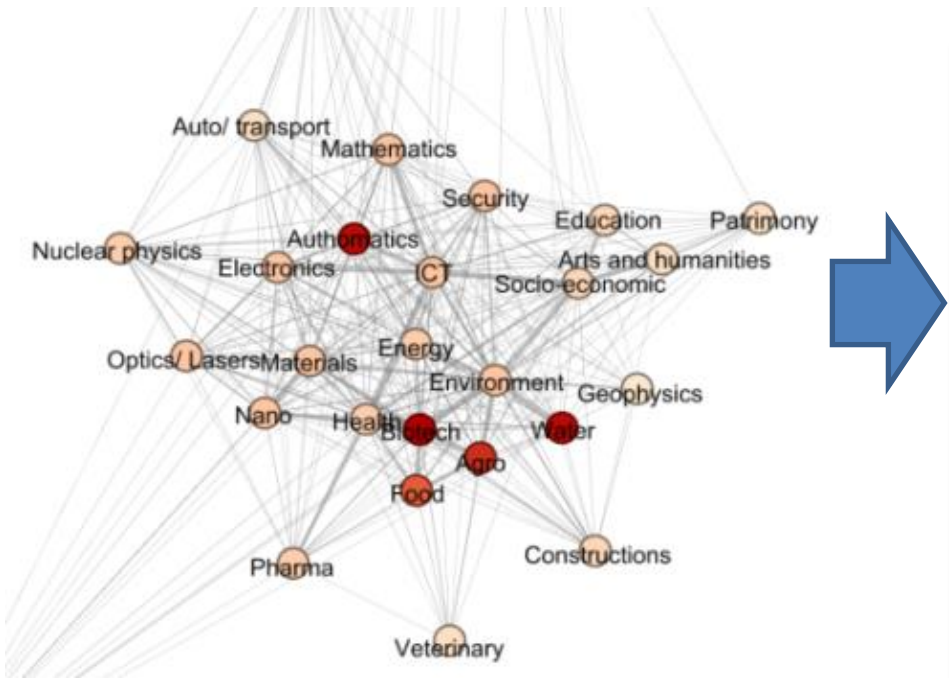 Auto/ transport
Mathematics
Security
Education
Patrimony
Nuclear physics
Authomatics
Electronics
ICT
Arts and humanities
Socio-economic
Optics/ Lasers
Materials
Energy
Environment
Geophysics
Nano
Health
Biotech
Water
Agro
Food
Pharma
Constructions
Veterinary